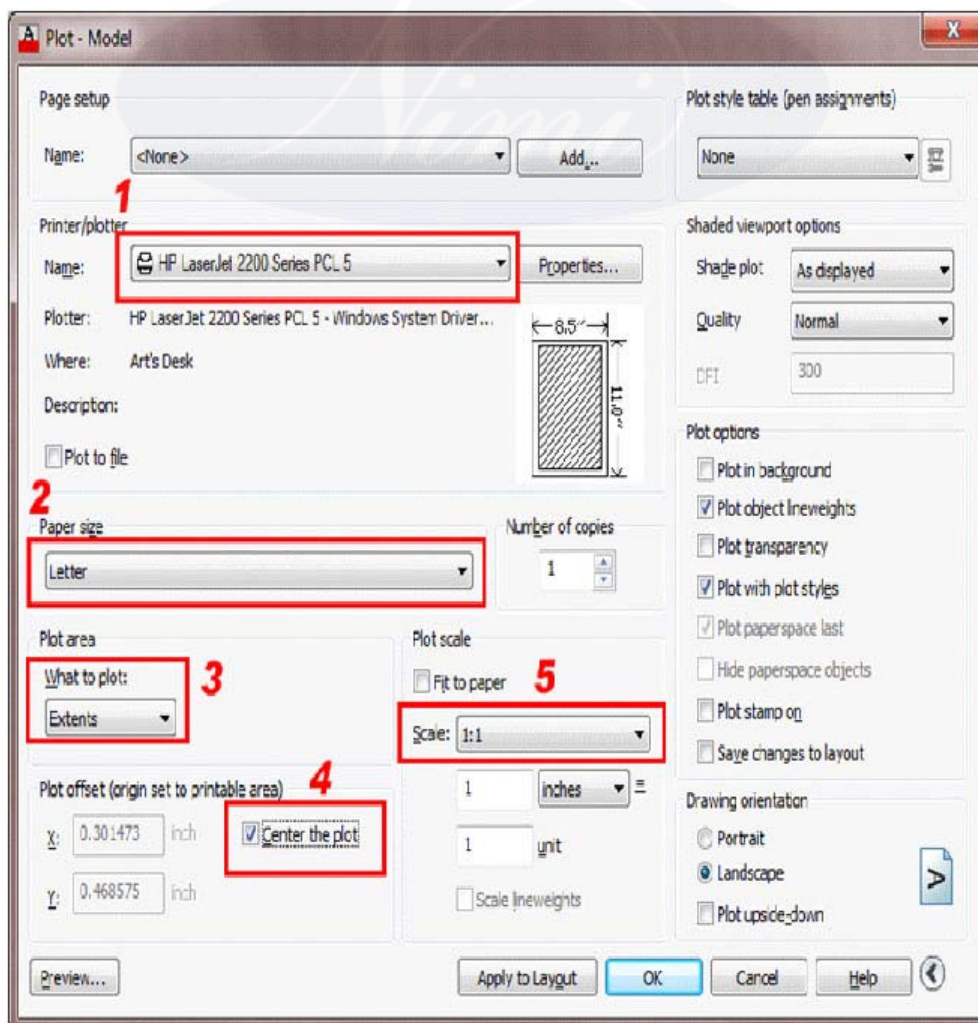 Plot - Model
Page setup
Name: <None> Add...
1
Printer/plotter
Name: HP LaserJet 2200 Series PCL 5 Properties...
Plotter: HP LaserJet 2200 Series PCL 5 - Windows System Driver...
Where: Art's Desk
Description:
Plot to file
8.5"
11.0"
2
Paper size
Letter
Number of copies
1
Plot area
What to plot:
Extents
3
Plot scale
Fit to paper
5
Scale: 1:1
1 inches =
1 unit
Scale lineweights
Plot offset (origin set to printable area)
4
X: 0.301473 inch
Center the plot
Y: 0.468575 inch
Plot style table (pen assignments)
None
Shaded viewport options
Shade plot As displayed
Quality Normal
DPI 300
Plot options
Plot in background
Plot object lineweights
Plot transparency
Plot with plot styles
Plot paperspace last
Hide paperspace objects
Plot stamp on
Save changes to layout
Drawing orientation
Portrait
Landscape
Plot upside-down
A
Preview... Apply to Layout OK Cancel Help
Nimi